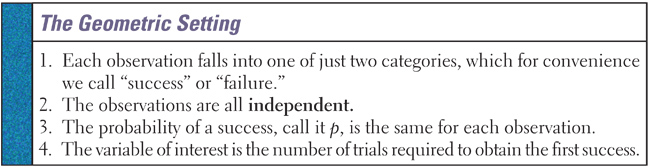 The Geometric Setting
1. Each observation falls into one of just two categories, which for convenience
we call “success” or “failure.”
2. The observations are all independent.
3. The probability of a success, call it p, is the same for each observation.
4. The variable of interest is the number of trials required to obtain the first success.